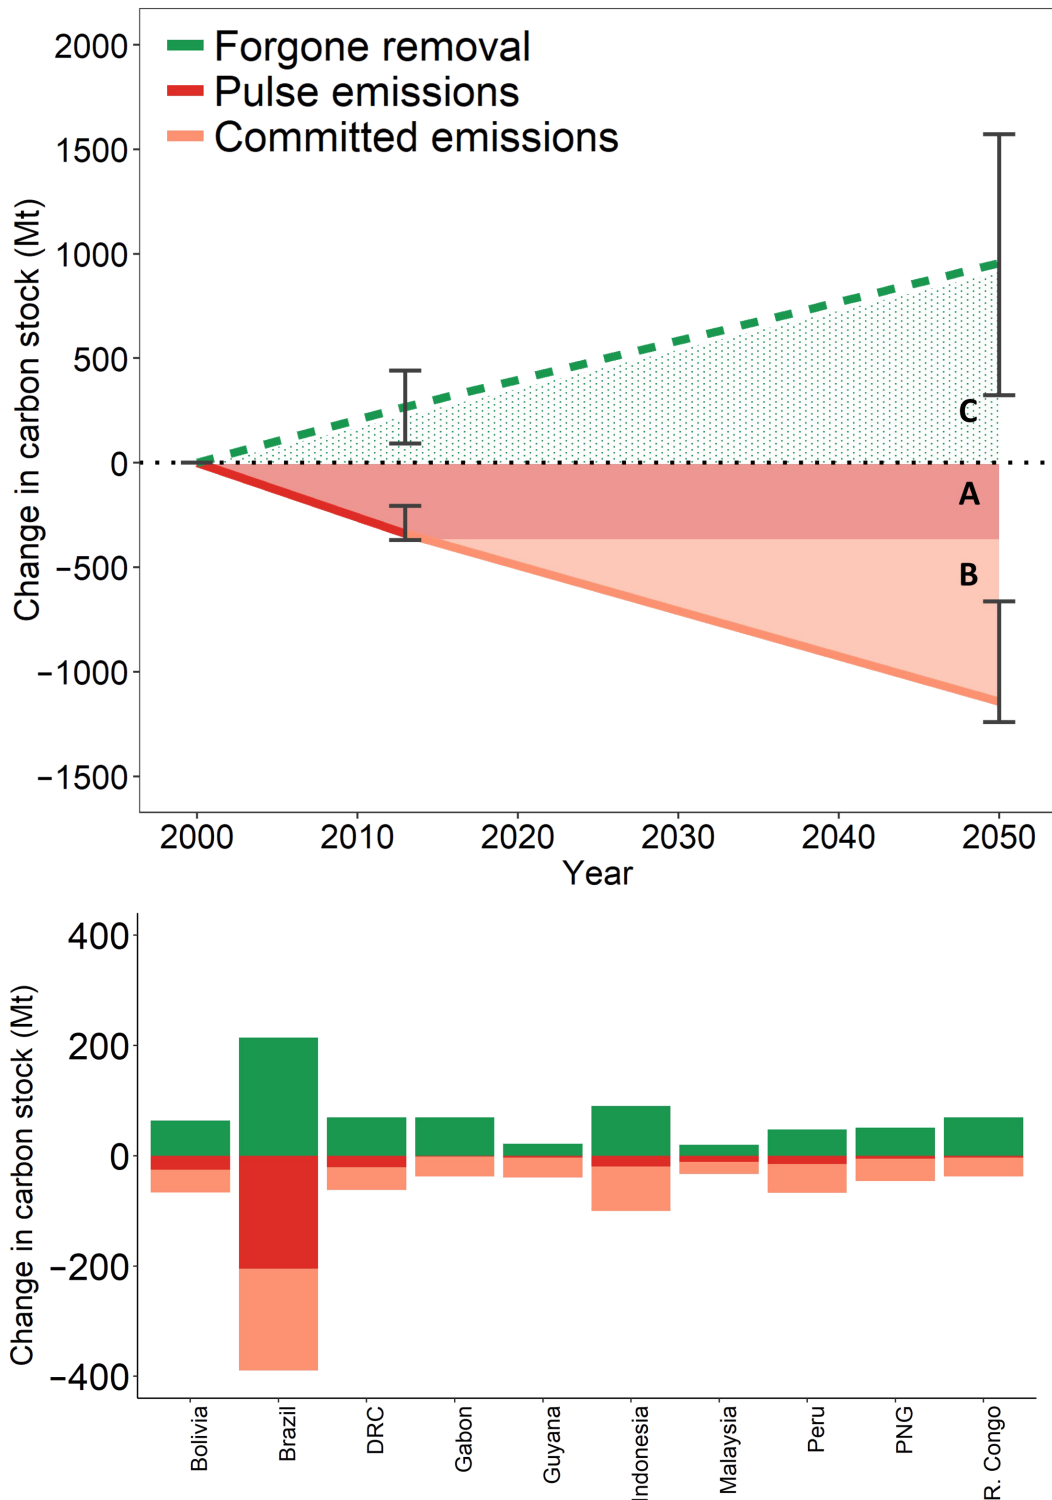 Forgone removal
Pulse emissions
Committed emissions
Change in carbon stock (Mt)
2000
1500
1000
500
0
−500
−1000
−1500
C
A
B
2000 2010 2020 2030 2040 2050
Year
Change in carbon stock (Mt)
400
200
0
−200
−400
Bolivia Brazil DRC Gabon Guyana Indonesia Malaysia Peru PNG R. Congo